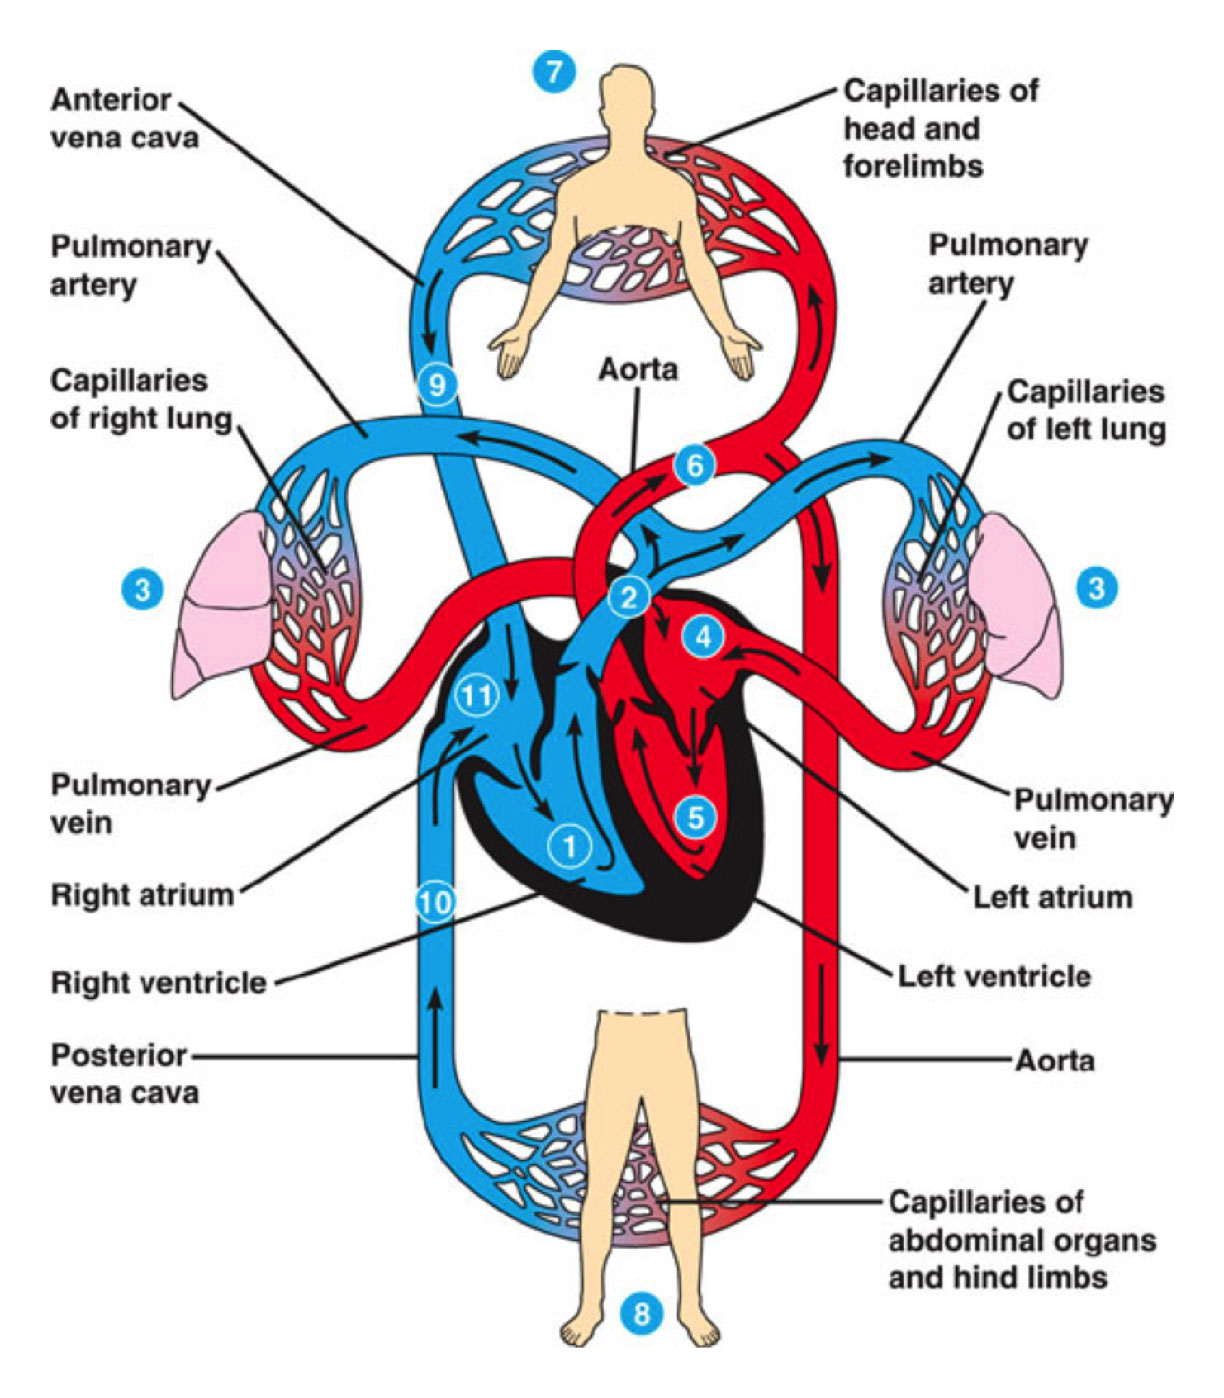 7
Anterior
vena cava
Capillaries of
head and
forelimbs
Pulmonary
artery
Pulmonary
artery
Capillaries
of right lung
9
Aorta
Capillaries
of left lung
6
3
2
3
4
11
Pulmonary
vein
5
1
Pulmonary
vein
Right atrium
10
Left atrium
Right ventricle
Left ventricle
Posterior
vena cava
Aorta
Capillaries of
abdominal organs
and hind limbs
8